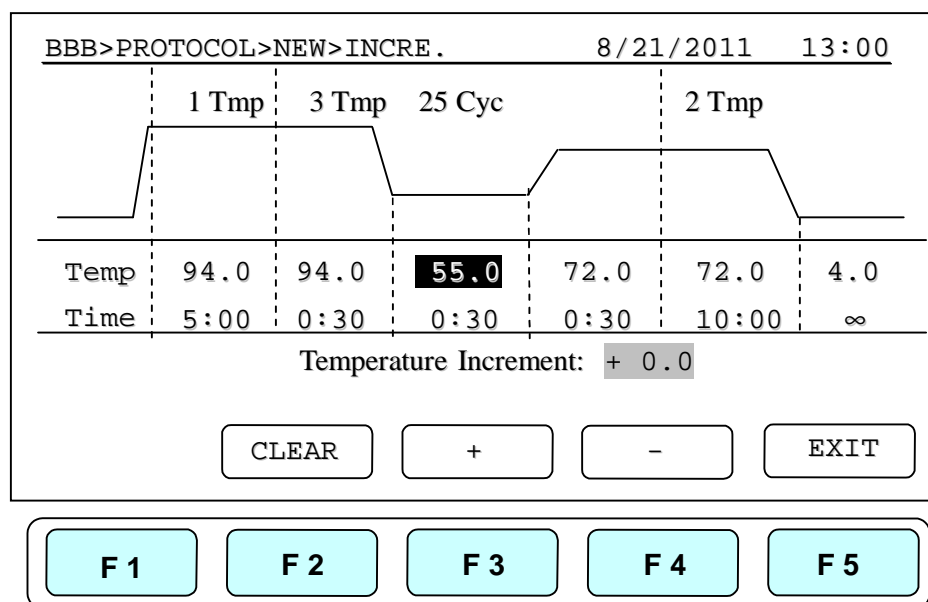 BBB>PROTOCOL>NEW>INCRE. 8/21/2011 13:00
1 Tmp 3 Tmp 25 Cyc 2 Tmp
Temp 94.0 94.0 55.0 72.0 72.0 4.0
Time 5:00 0:30 0:30 0:30 10:00 ∞
Temperature Increment: + 0.0
CLEAR + − EXIT
F 1 F 2 F 3 F 4 F 5